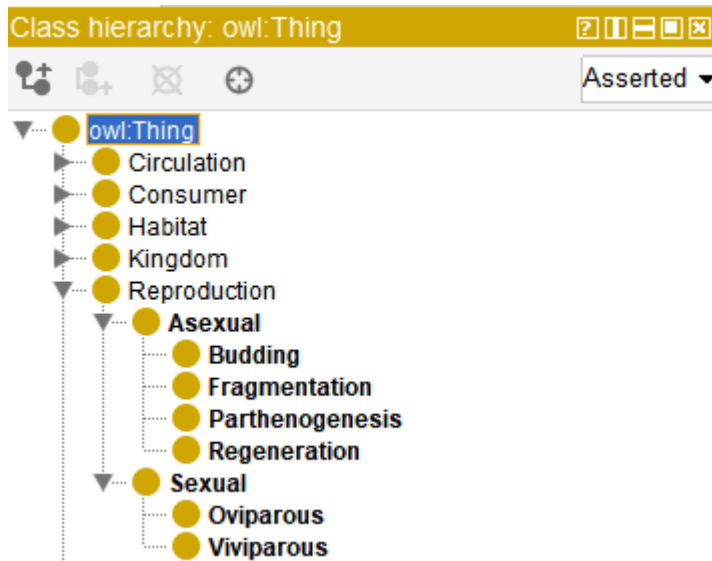 Class hierarchy: owl:Thing
Asserted
owl:Thing
Circulation
Consumer
Habitat
Kingdom
Reproduction
Asexual
Budding
Fragmentation
Parthenogenesis
Regeneration
Sexual
Oviparous
Viviparous